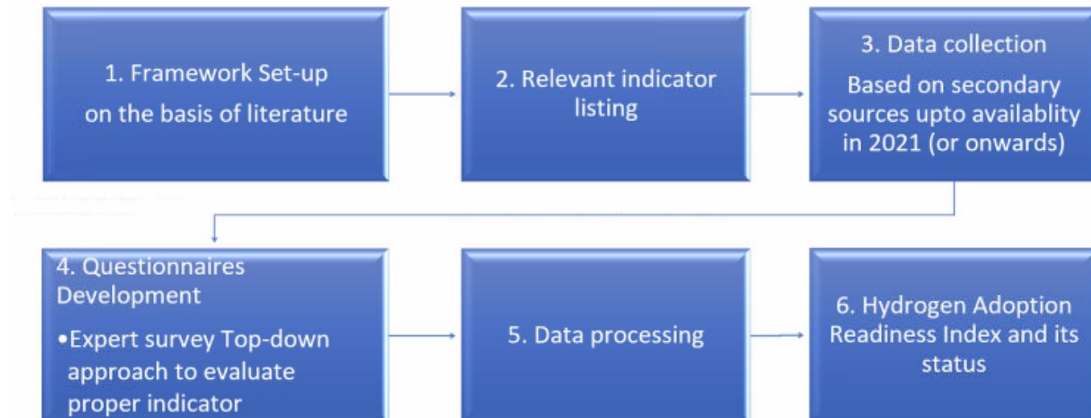 1. Framework Set-up
on the basis of literature
2. Relevant indicator
listing
3. Data collection
Based on secondary
sources upto availablity
in 2021 (or onwards)
4. Questionnaires
Development
•Expert survey Top-down
approach to evaluate
proper indicator
5. Data processing
6. Hydrogen Adoption
Readiness Index and its
status